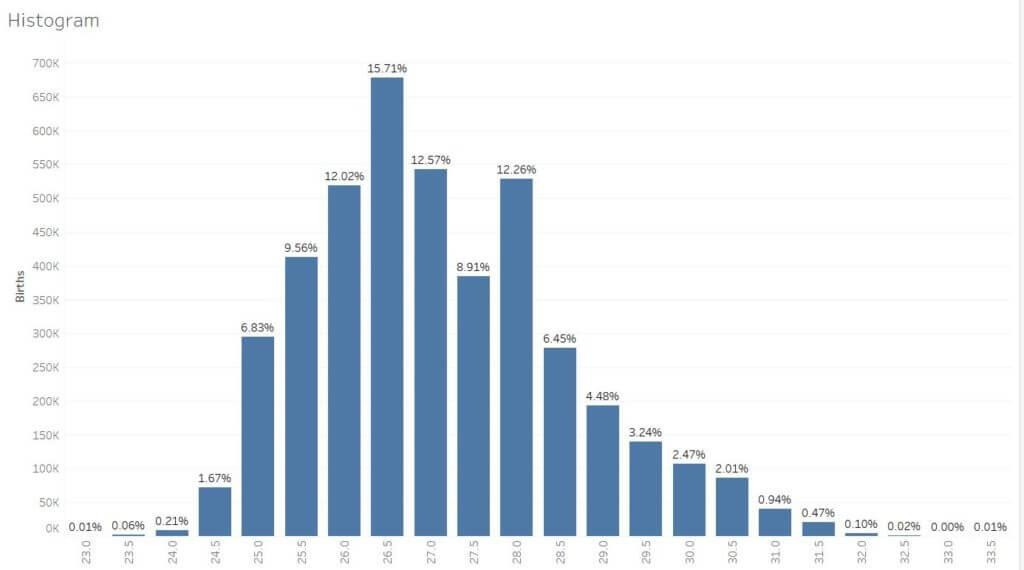 Histogram
700K
650K
600K
550K
500K
450K
400K
350K
300K
250K
200K
150K
100K
50K
0K
Births
0.01%
0.06%
0.21%
1.67%
6.83%
9.56%
12.02%
15.71%
12.57%
8.91%
12.26%
6.45%
4.48%
3.24%
2.47%
2.01%
0.94%
0.47%
0.10%
0.02%
0.00%
0.01%
23.0
23.5
24.0
24.5
25.0
25.5
26.0
26.5
27.0
27.5
28.0
28.5
29.0
29.5
30.0
30.5
31.0
31.5
32.0
32.5
33.0
33.5